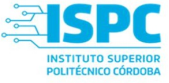 ISPC
INSTITUTO SUPERIOR
POLITÉCNICO CÓRDOBA